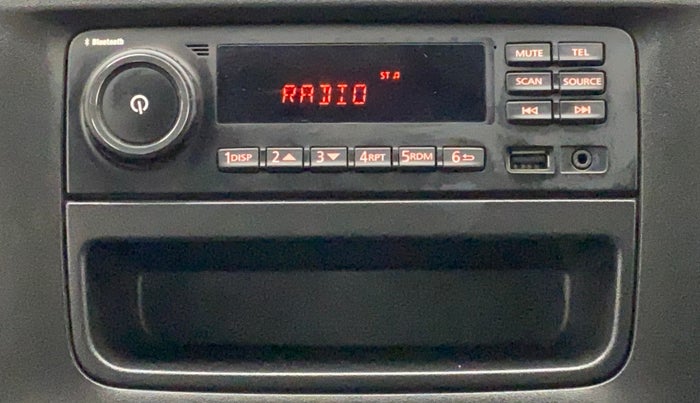 Bluetooth
ST
RADIO
MUTE TEL
SCAN SOURCE
1DISP 2 3 4RPT 5RDM 6